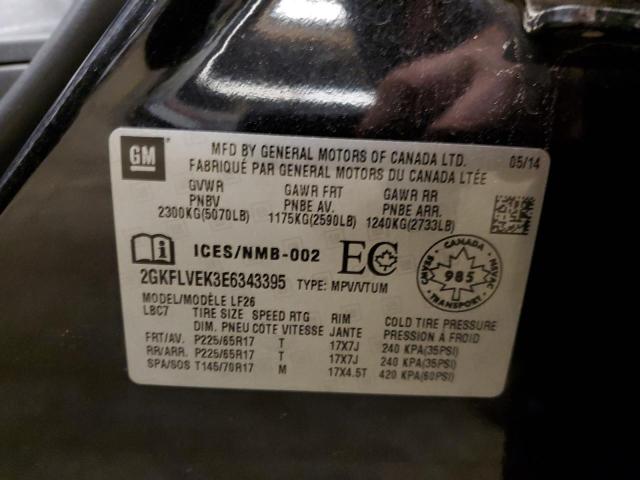 GM
MFD BY GENERAL MOTORS OF CANADA LTD. 05/14
FABRIQUÉ PAR GENERAL MOTORS DU CANADA LTÉE
GVWR GAWR FRT GAWR RR
PNBV PNBE AV. PNBE ARR.
2300KG(5070LB) 1175KG(2590LB) 1240KG(2733LB)
ICES/NMB-002 EC
CANADA
CMVSS 985 NSVAC
TRANSPORT
2GKFLVEK3E6343395 TYPE: MPV/VTUM
MODEL/MODÈLE LF26
LBC7 TIRE SIZE SPEED RTG RIM COLD TIRE PRESSURE
DIM. PNEU COTE VITESSE JANTE PRESSION A FROID
FRT/AV. P225/65R17 T 17X7J 240 KPA(35PSI)
RR/ARR. P225/65R17 T 17X7J 240 KPA(35PSI)
SPA/SOS T145/70R17 M 17X4.5T 420 KPA(60PSI)